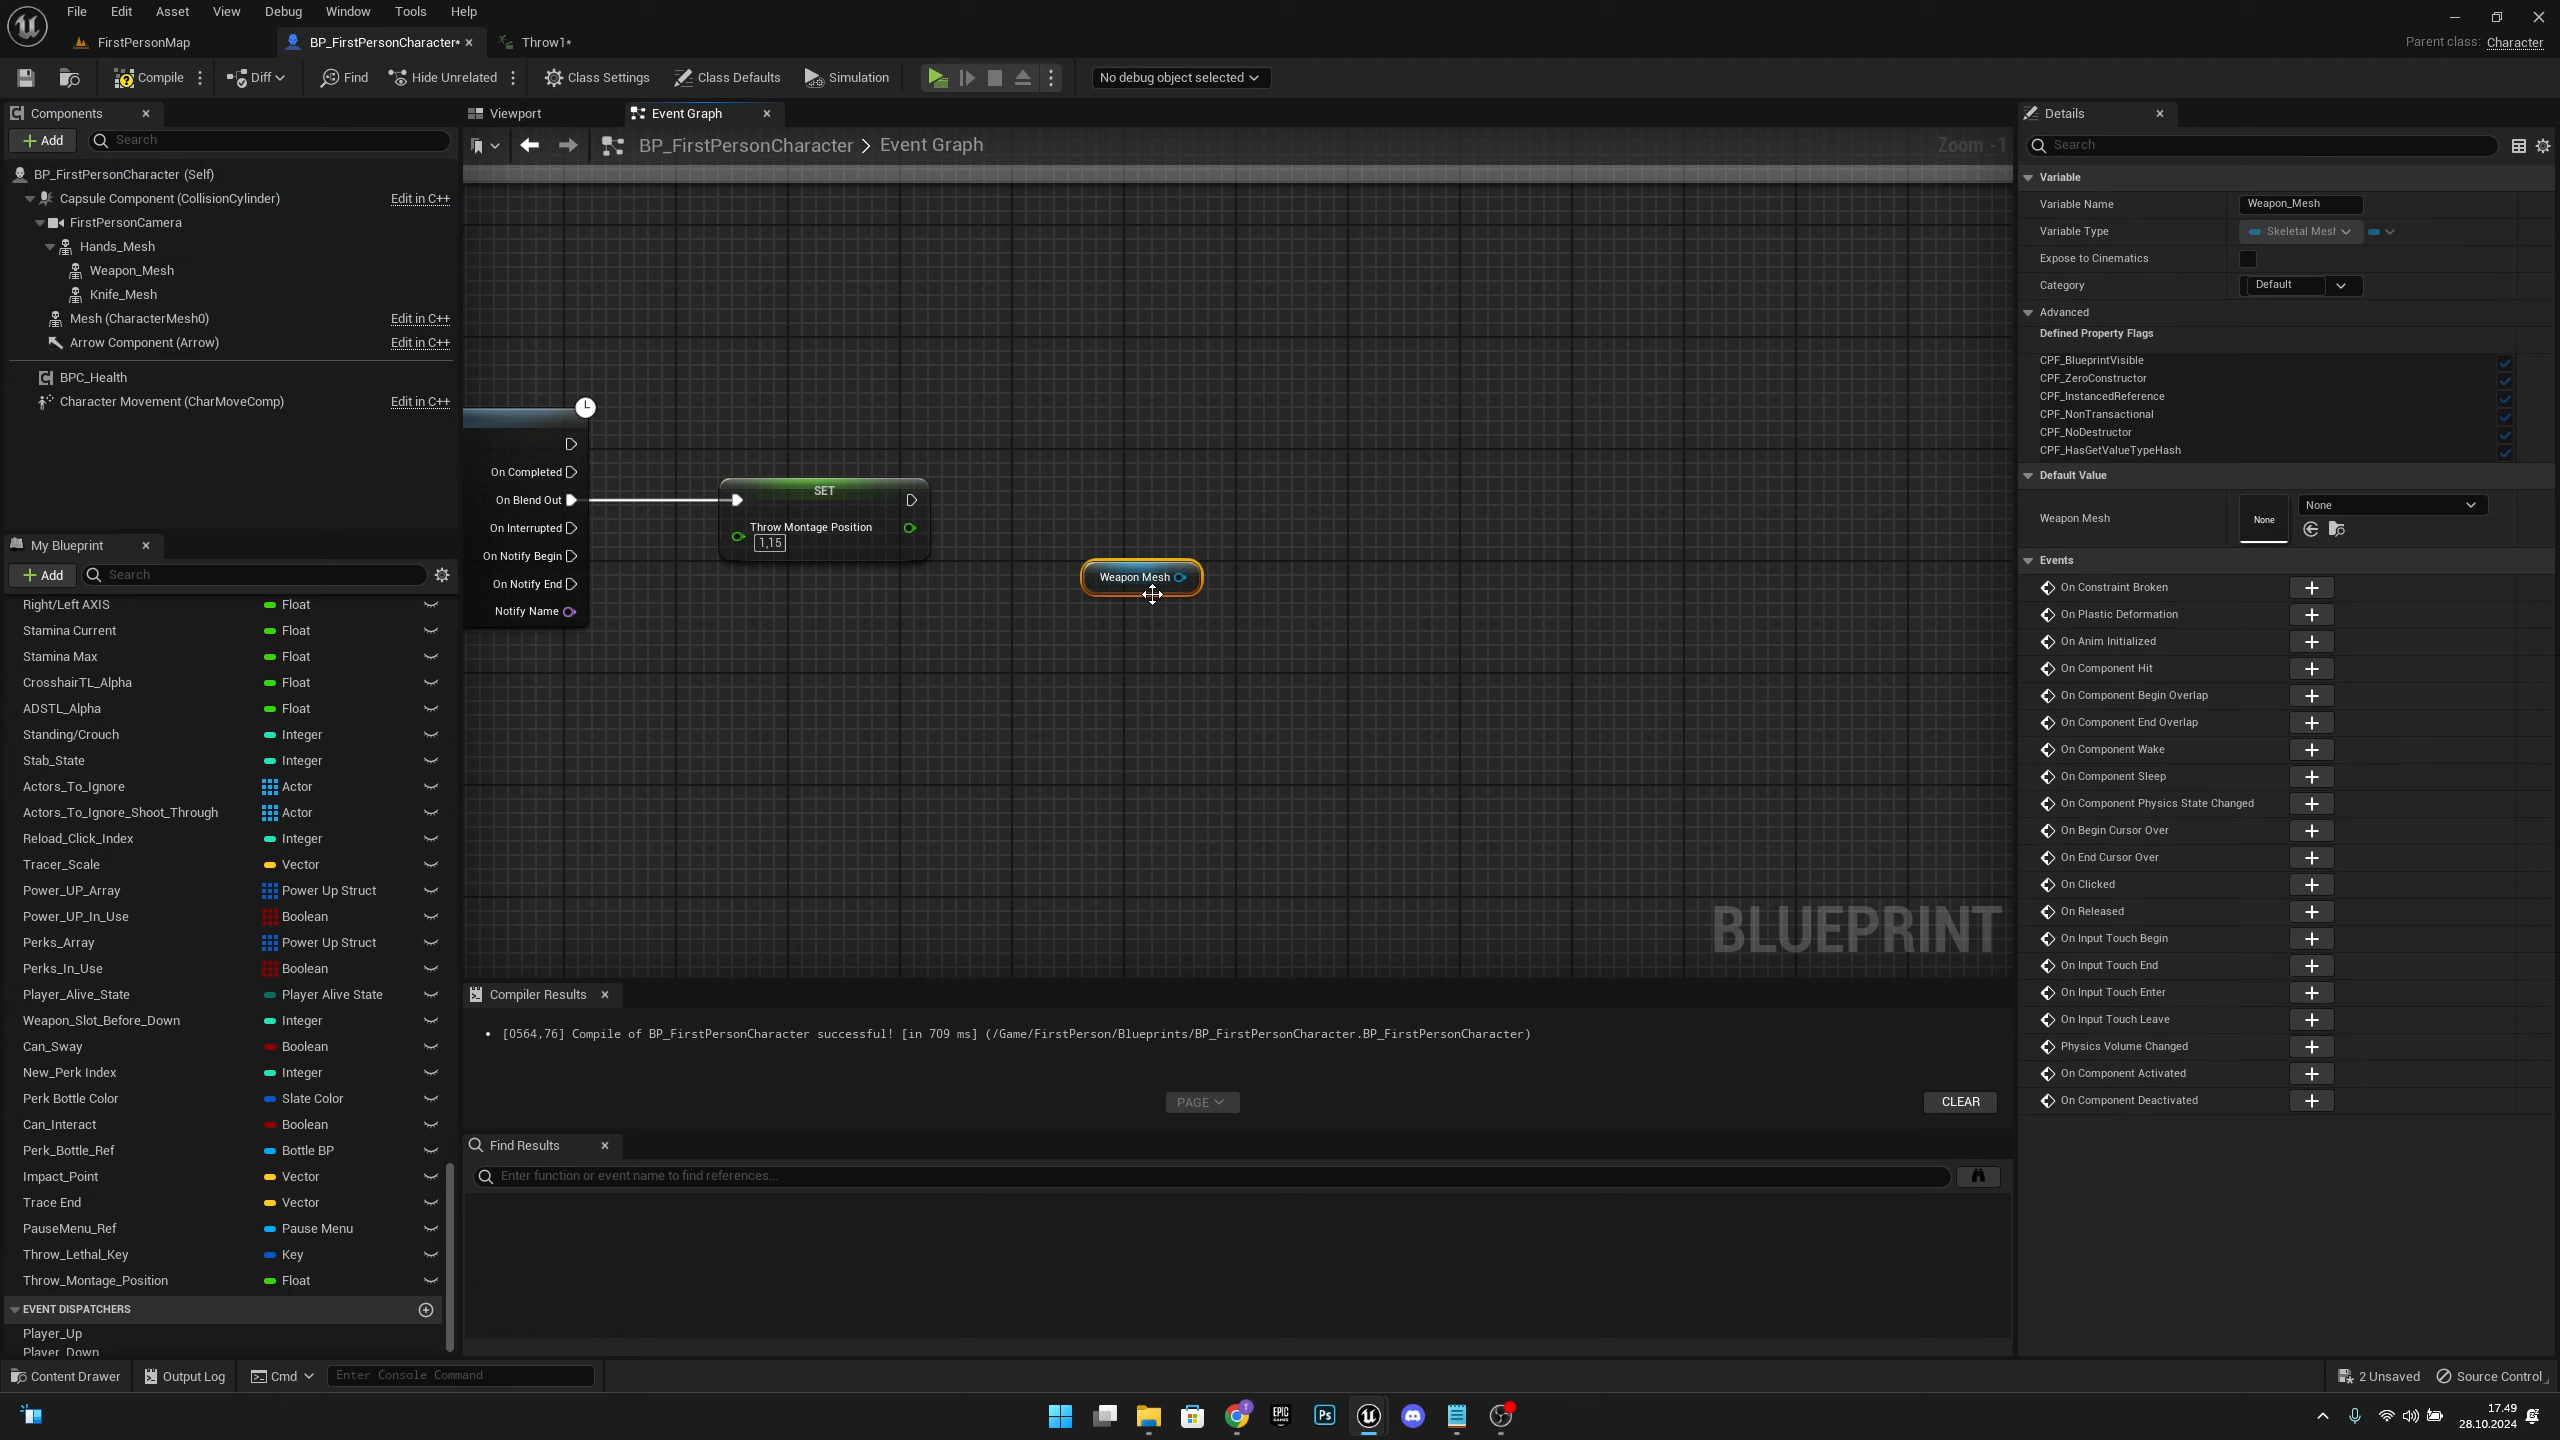 File Edit Asset View Debug Window Tools Help
FirstPersonMap BP_FirstPersonCharacter* Throw1*
Parent class: Character
Compile Diff Find Hide Unrelated Class Settings Class Defaults Simulation No debug object selected
Components
Add Search
BP_FirstPersonCharacter (Self)
Capsule Component (CollisionCylinder) Edit in C++
FirstPersonCamera
Hands_Mesh
Weapon_Mesh
Knife_Mesh
Mesh (CharacterMesh0) Edit in C++
Arrow Component (Arrow) Edit in C++
BPC_Health
Character Movement (CharMoveComp) Edit in C++
My Blueprint
Add Search
Right/Left AXIS Float
Stamina Current Float
Stamina Max Float
CrosshairTL_Alpha Float
ADSTL_Alpha Float
Standing/Crouch Integer
Stab_State Integer
Actors_To_Ignore Actor
Actors_To_Ignore_Shoot_Through Actor
Reload_Click_Index Integer
Tracer_Scale Vector
Power_UP_Array Power Up Struct
Power_UP_In_Use Boolean
Perks_Array Power Up Struct
Perks_In_Use Boolean
Player_Alive_State Player Alive State
Weapon_Slot_Before_Down Integer
Can_Sway Boolean
New_Perk Index Integer
Perk Bottle Color Slate Color
Can_Interact Boolean
Perk_Bottle_Ref Bottle BP
Impact_Point Vector
Trace End Vector
PauseMenu_Ref Pause Menu
Throw_Lethal_Key Key
Throw_Montage_Position Float
EVENT DISPATCHERS
Player_Up
Player_Down
Viewport Event Graph
BP_FirstPersonCharacter > Event Graph
Zoom -1
On Completed
On Blend Out
On Interrupted
On Notify Begin
On Notify End
Notify Name
SET
Throw Montage Position
1,15
Weapon Mesh
BLUEPRINT
Compiler Results
[0564,76] Compile of BP_FirstPersonCharacter successful! [in 709 ms] (/Game/FirstPerson/Blueprints/BP_FirstPersonCharacter.BP_FirstPersonCharacter)
PAGE
CLEAR
Find Results
Enter function or event name to find references...
Details
Search
Variable
Variable Name Weapon_Mesh
Variable Type Skeletal Mesh
Expose to Cinematics
Category Default
Advanced
Defined Property Flags
CPF_BlueprintVisible
CPF_ZeroConstructor
CPF_InstancedReference
CPF_NonTransactional
CPF_NoDestructor
CPF_HasGetValueTypeHash
Default Value
Weapon Mesh None None
Events
On Constraint Broken
On Plastic Deformation
On Anim Initialized
On Component Hit
On Component Begin Overlap
On Component End Overlap
On Component Wake
On Component Sleep
On Component Physics State Changed
On Begin Cursor Over
On End Cursor Over
On Clicked
On Released
On Input Touch Begin
On Input Touch End
On Input Touch Enter
On Input Touch Leave
Physics Volume Changed
On Component Activated
On Component Deactivated
Content Drawer Output Log Cmd Enter Console Command
2 Unsaved Source Control
EPIC GAMES Ps
17.49
28.10.2024